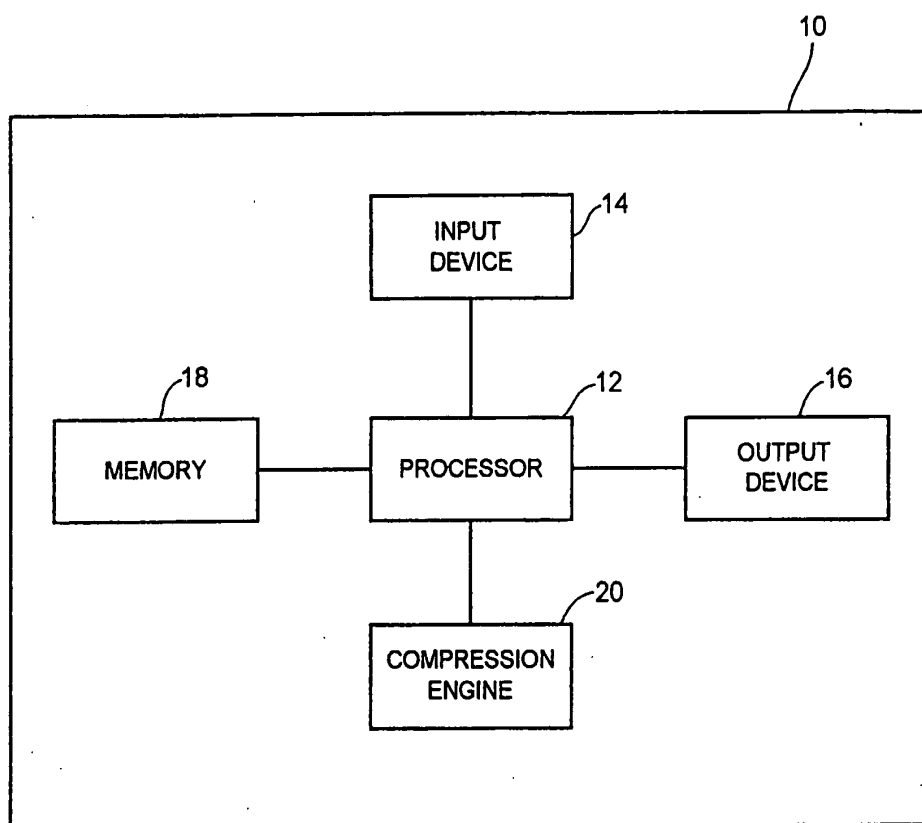 10
14
INPUT
DEVICE
18
12
16
MEMORY
PROCESSOR
OUTPUT
DEVICE
20
COMPRESSION
ENGINE